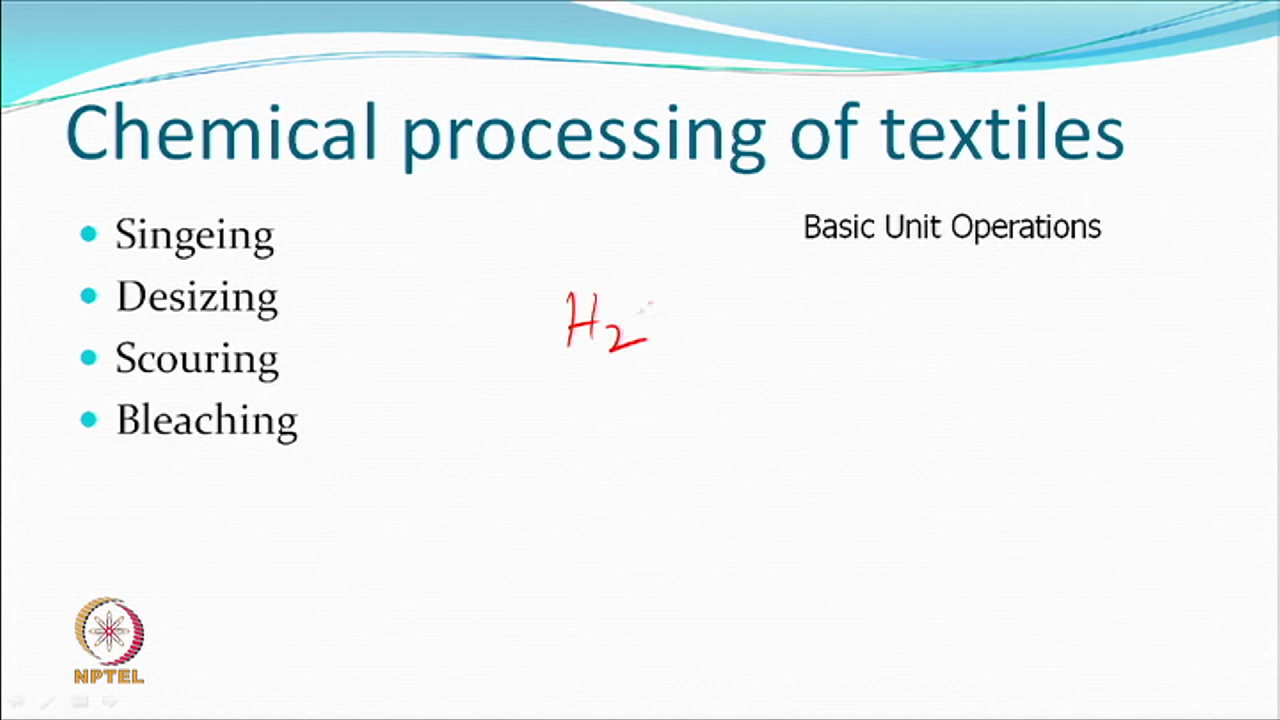 Chemical processing of textiles
Singeing
Desizing
Scouring
Bleaching
Basic Unit Operations
H2
NPTEL